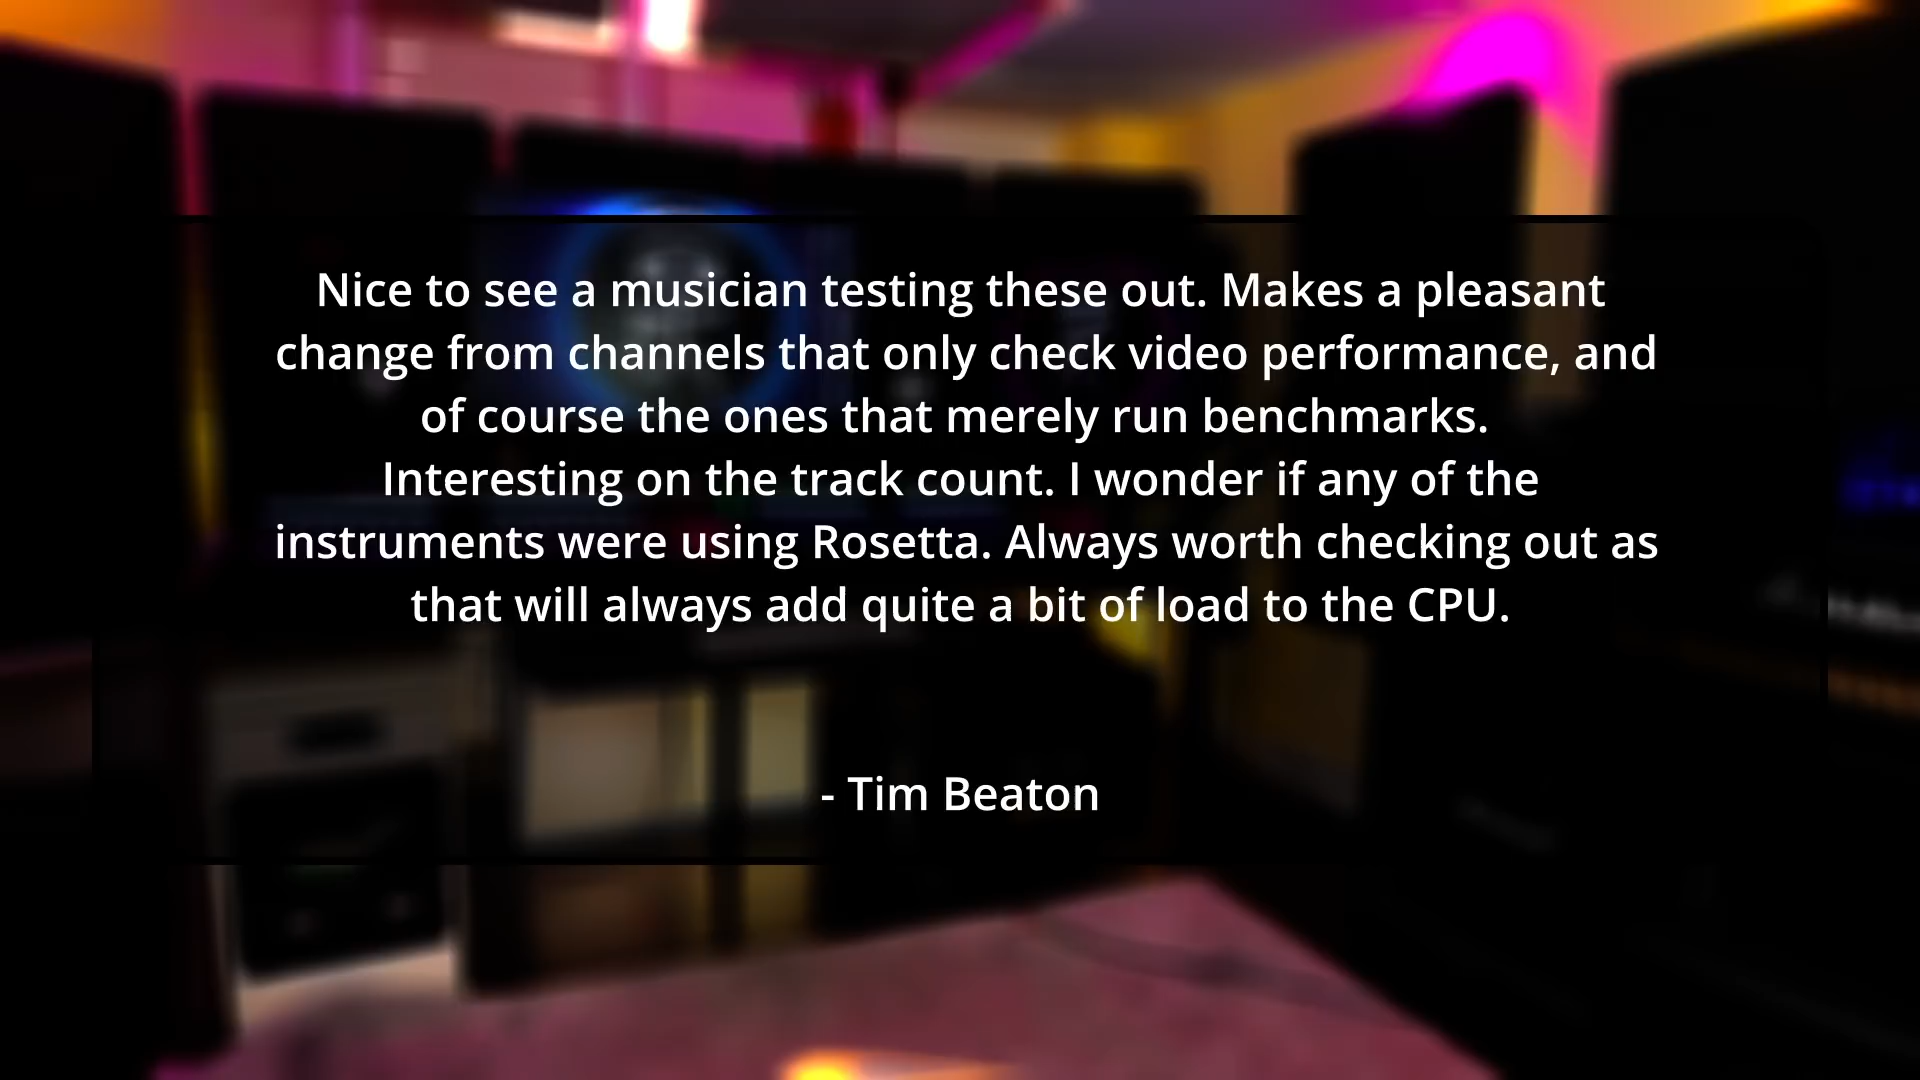 Nice to see a musician testing these out. Makes a pleasant
change from channels that only check video performance, and
of course the ones that merely run benchmarks.
Interesting on the track count. I wonder if any of the
instruments were using Rosetta. Always worth checking out as
that will always add quite a bit of load to the CPU.
- Tim Beaton